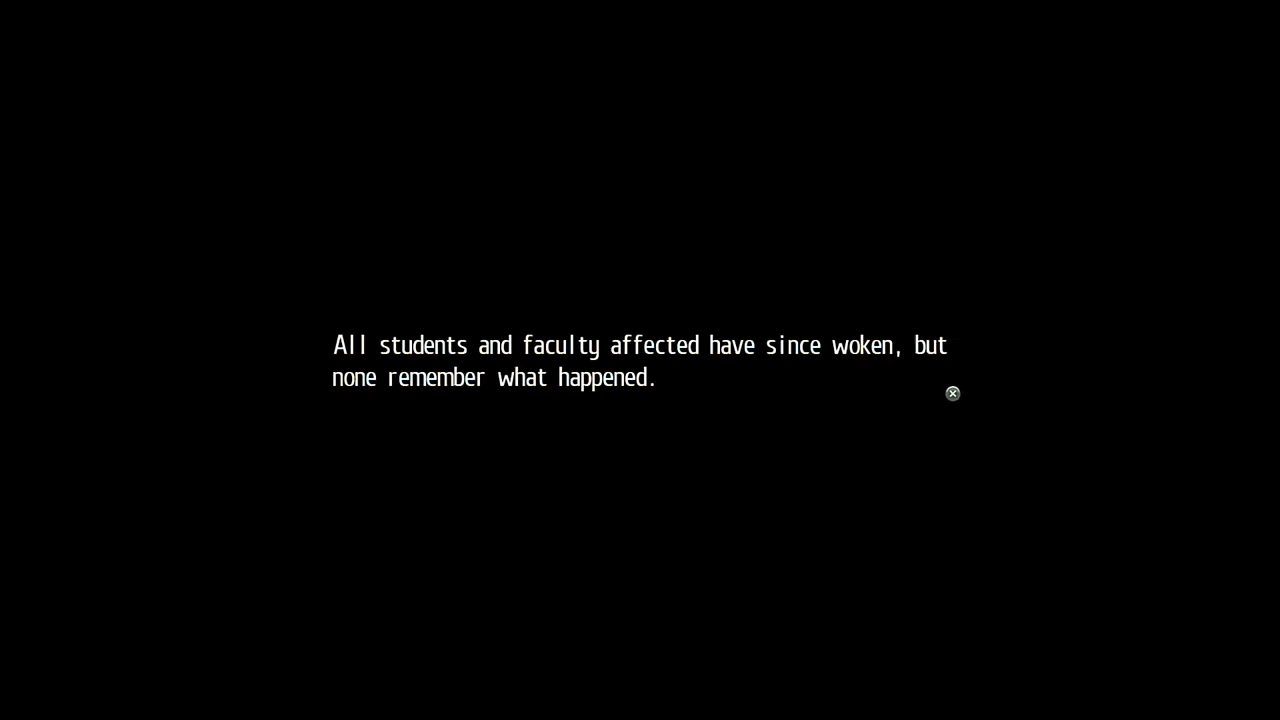 All students and faculty affected have since woken, but
none remember what happened.